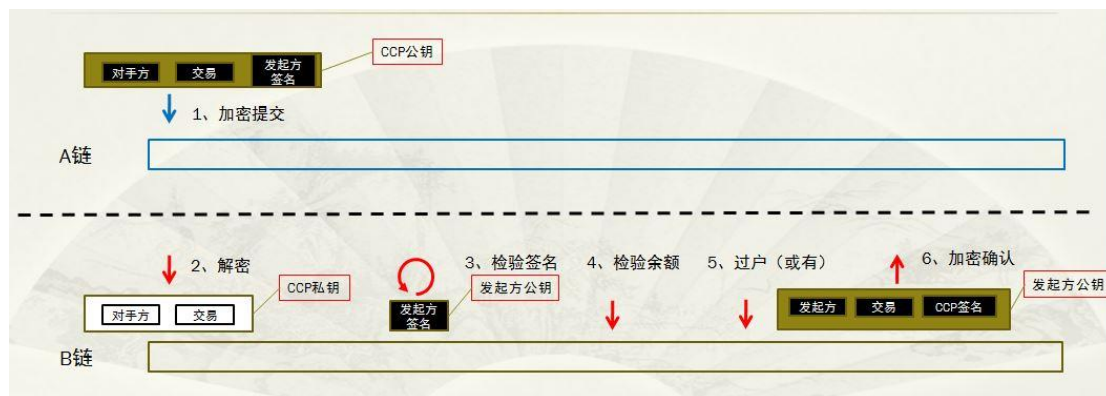 CCP公钥
对手方
交易
发起方
签名
1、加密提交
A链
2、解密
3、检验签名
4、检验余额
5、过户（或有）
6、加密确认
CCP私钥
发起方公钥
发起方公钥
对手方
交易
发起方
签名
发起方
交易
CCP签名
B链